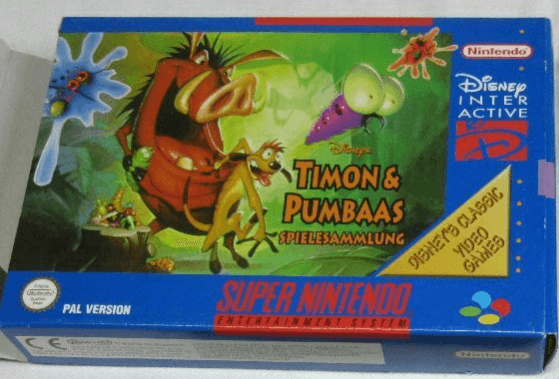 Nintendo
Disney
INTER
ACTIVE
Disney's
TIMON &
PUMBAAS
SPIELESAMMLUNG
DISNEY'S CLASSIC
VIDEO
GAMES
PAL VERSION
SUPER NINTENDO
ENTERTAINMENT SYSTEM
CE
Nintendo